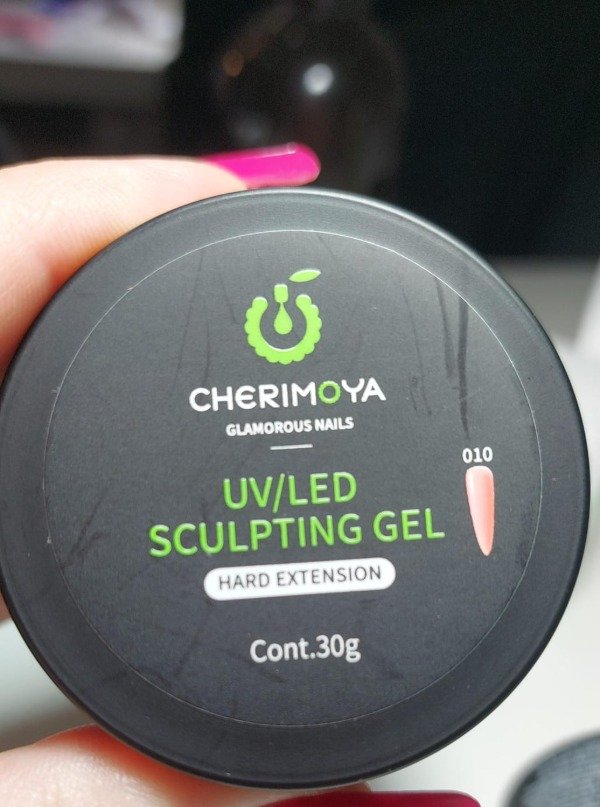 CHERIMOYA
GLAMOROUS NAILS
010
UV/LED
SCULPTING GEL
HARD EXTENSION
Cont.30g